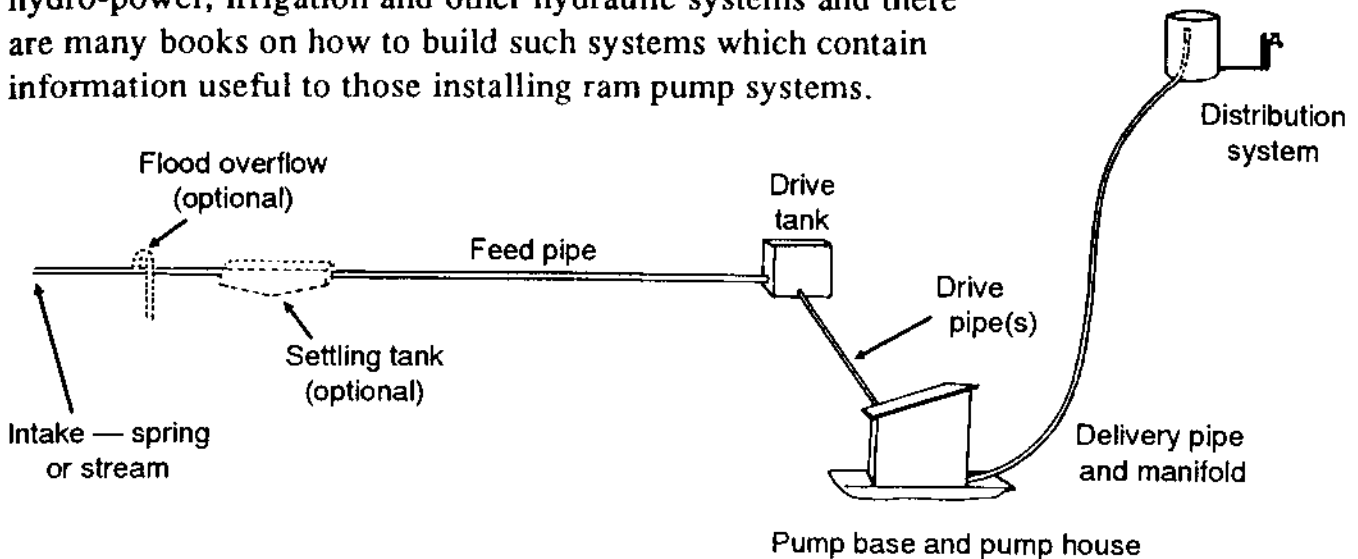 hydro-power, irrigation and other hydraulic systems and there
are many books on how to build such systems which contain
information useful to those installing ram pump systems.
Distribution
system
Flood overflow
(optional)
Drive
tank
Feed pipe
Drive
pipe(s)
Settling tank
(optional)
Intake — spring
or stream
Delivery pipe
and manifold
Pump base and pump house